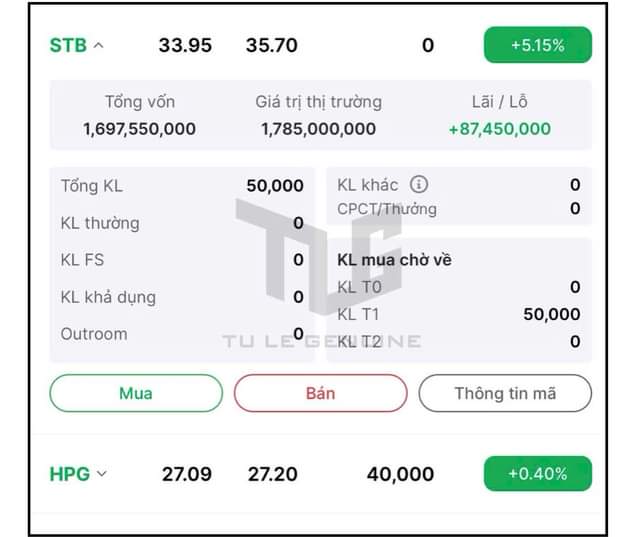 STB 33.95 35.70 0 +5.15%
Tổng vốn Giá trị thị trường Lãi / Lỗ
1,697,550,000 1,785,000,000 +87,450,000
Tổng KL 50,000
KL thường 0
KL FS 0
KL khả dụng 0
Outroom 0
KL khác 0
CPCT/Thưởng 0
KL mua chờ về
KL T0 0
KL T1 50,000
KL T2 0
TLG
TU LE GENUINE
Mua Bán Thông tin mã
HPG 27.09 27.20 40,000 +0.40%